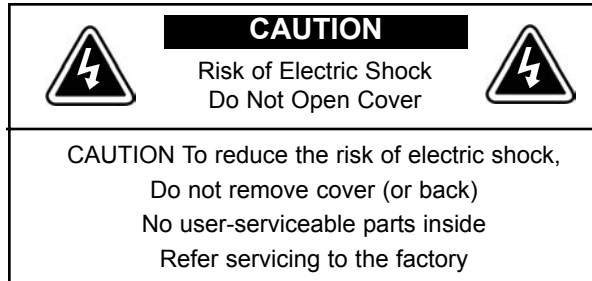 CAUTION
Risk of Electric Shock
Do Not Open Cover
CAUTION To reduce the risk of electric shock,
Do not remove cover (or back)
No user-serviceable parts inside
Refer servicing to the factory